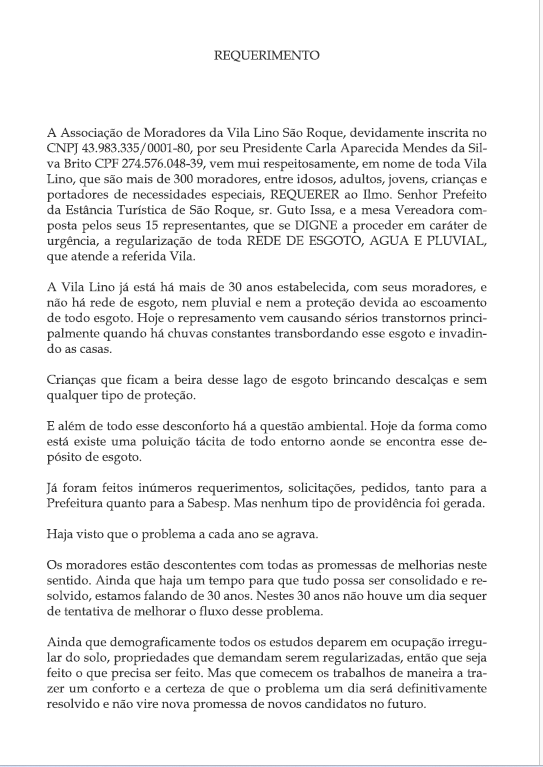 REQUERIMENTO
A Associação de Moradores da Vila Lino São Roque, devidamente inscrita no
CNPJ 43.983.335/0001-80, por seu Presidente Carla Aparecida Mendes da Sil-
va Brito CPF 274.576.048-39, vem mui respeitosamente, em nome de toda Vila
Lino, que são mais de 300 moradores, entre idosos, adultos, jovens, crianças e
portadores de necessidades especiais, REQUERER ao Ilmo. Senhor Prefeito
da Estância Turística de São Roque, sr. Guto Issa, e a mesa Vereadora com-
posta pelos seus 15 representantes, que se DIGNE a proceder em caráter de
urgência, a regularização de toda REDE DE ESGOTO, AGUA E PLUVIAL,
que atende a referida Vila.
A Vila Lino já está há mais de 30 anos estabelecida, com seus moradores, e
não há rede de esgoto, nem pluvial e nem a proteção devida ao escoamento
de todo esgoto. Hoje o represamento vem causando sérios transtornos princi-
palmente quando há chuvas constantes transbordando esse esgoto e invadin-
do as casas.
Crianças que ficam a beira desse lago de esgoto brincando descalças e sem
qualquer tipo de proteção.
E além de todo esse desconforto há a questão ambiental. Hoje da forma como
está existe uma poluição tácita de todo entorno aonde se encontra esse de-
pósito de esgoto.
Já foram feitos inúmeros requerimentos, solicitações, pedidos, tanto para a
Prefeitura quanto para a Sabesp. Mas nenhum tipo de providência foi gerada.
Haja visto que o problema a cada ano se agrava.
Os moradores estão descontentes com todas as promessas de melhorias neste
sentido. Ainda que haja um tempo para que tudo possa ser consolidado e re-
solvido, estamos falando de 30 anos. Nestes 30 anos não houve um dia sequer
de tentativa de melhorar o fluxo desse problema.
Ainda que demograficamente todos os estudos deparem em ocupação irregu-
lar do solo, propriedades que demandam serem regularizadas, então que seja
feito o que precisa ser feito. Mas que comecem os trabalhos de maneira a tra-
zer um conforto e a certeza de que o problema um dia será definitivamente
resolvido e não vire nova promessa de novos candidatos no futuro.